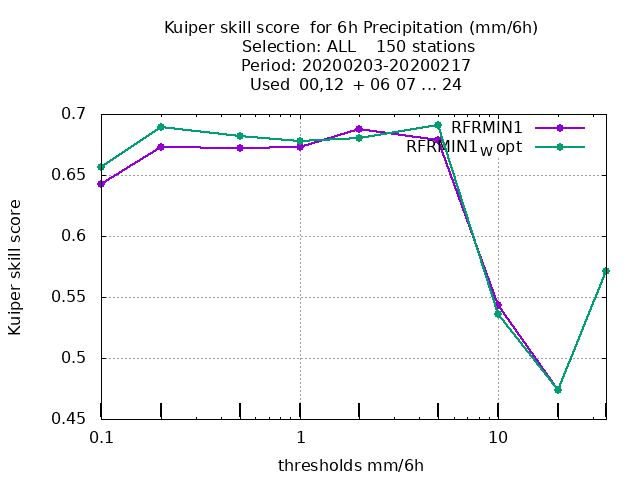 Kuiper skill score  for 6h Precipitation (mm/6h)
Selection: ALL    150 stations
Period: 20200203-20200217
Used  00,12  + 06 07 ... 24
0.7
RFRMIN1
RFRMIN1W opt
0.65
0.6
0.55
0.5
0.45
Kuiper skill score
0.1
1
10
thresholds mm/6h